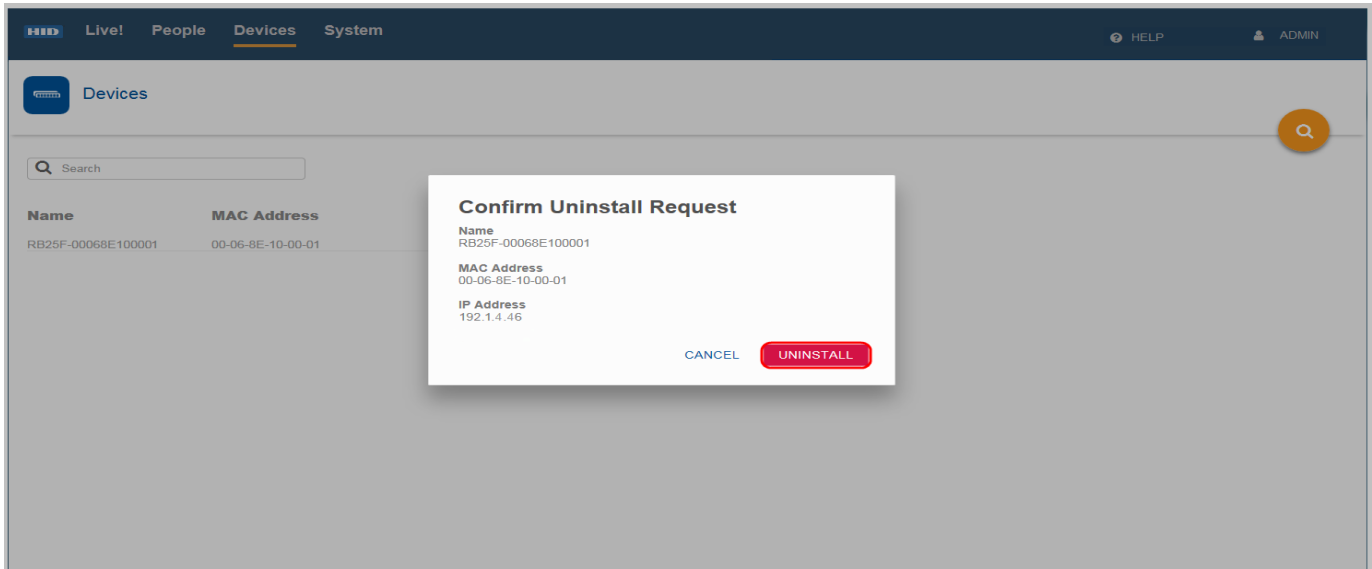 HID Live! People Devices System HELP ADMIN
Devices
Search
Name MAC Address
RB25F-00068E100001 00-06-8E-10-00-01
Confirm Uninstall Request
Name
RB25F-00068E100001
MAC Address
00-06-8E-10-00-01
IP Address
192.1.4.46
CANCEL UNINSTALL